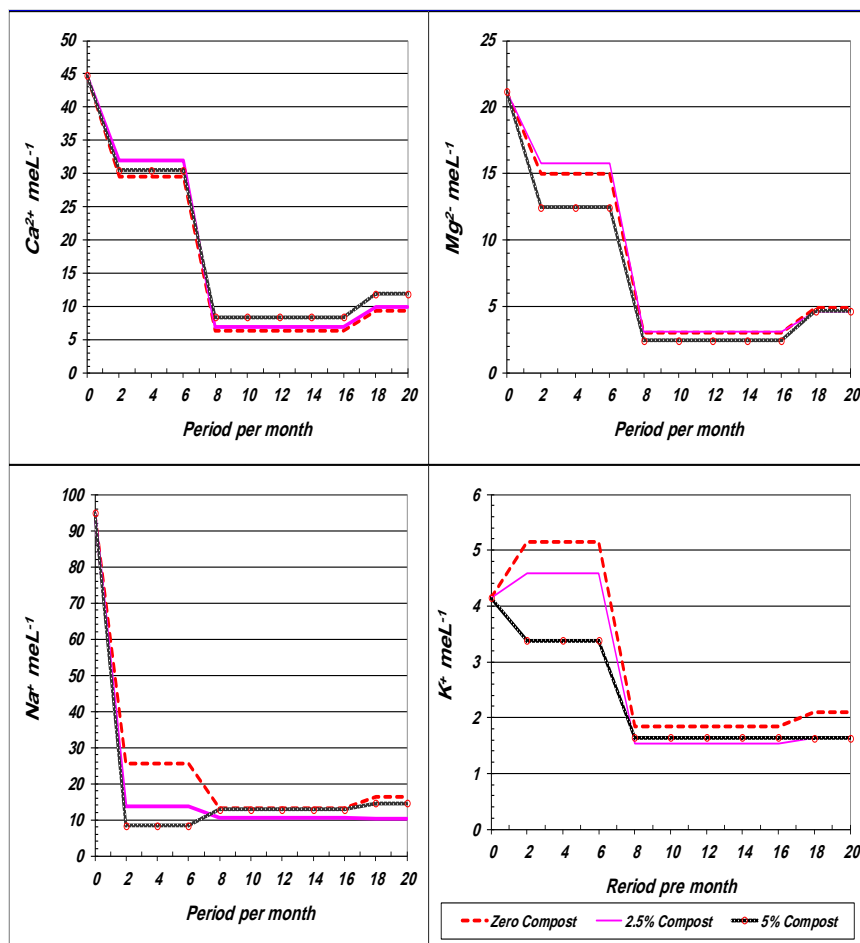 50
45
40
35
30
25
20
15
10
5
0
Ca²⁺ meL⁻¹
0 2 4 6 8 10 12 14 16 18 20
Period per month
25
20
15
10
5
0
Mg²⁻ meL⁻¹
0 2 4 6 8 10 12 14 16 18 20
Period per month
100
90
80
70
60
50
40
30
20
10
0
Na⁺ meL⁻¹
0 2 4 6 8 10 12 14 16 18 20
Period per month
6
5
4
3
2
1
0
K⁺ meL⁻¹
0 2 4 6 8 10 12 14 16 18 20
Reriod pre month
Zero Compost 2.5% Compost 5% Compost